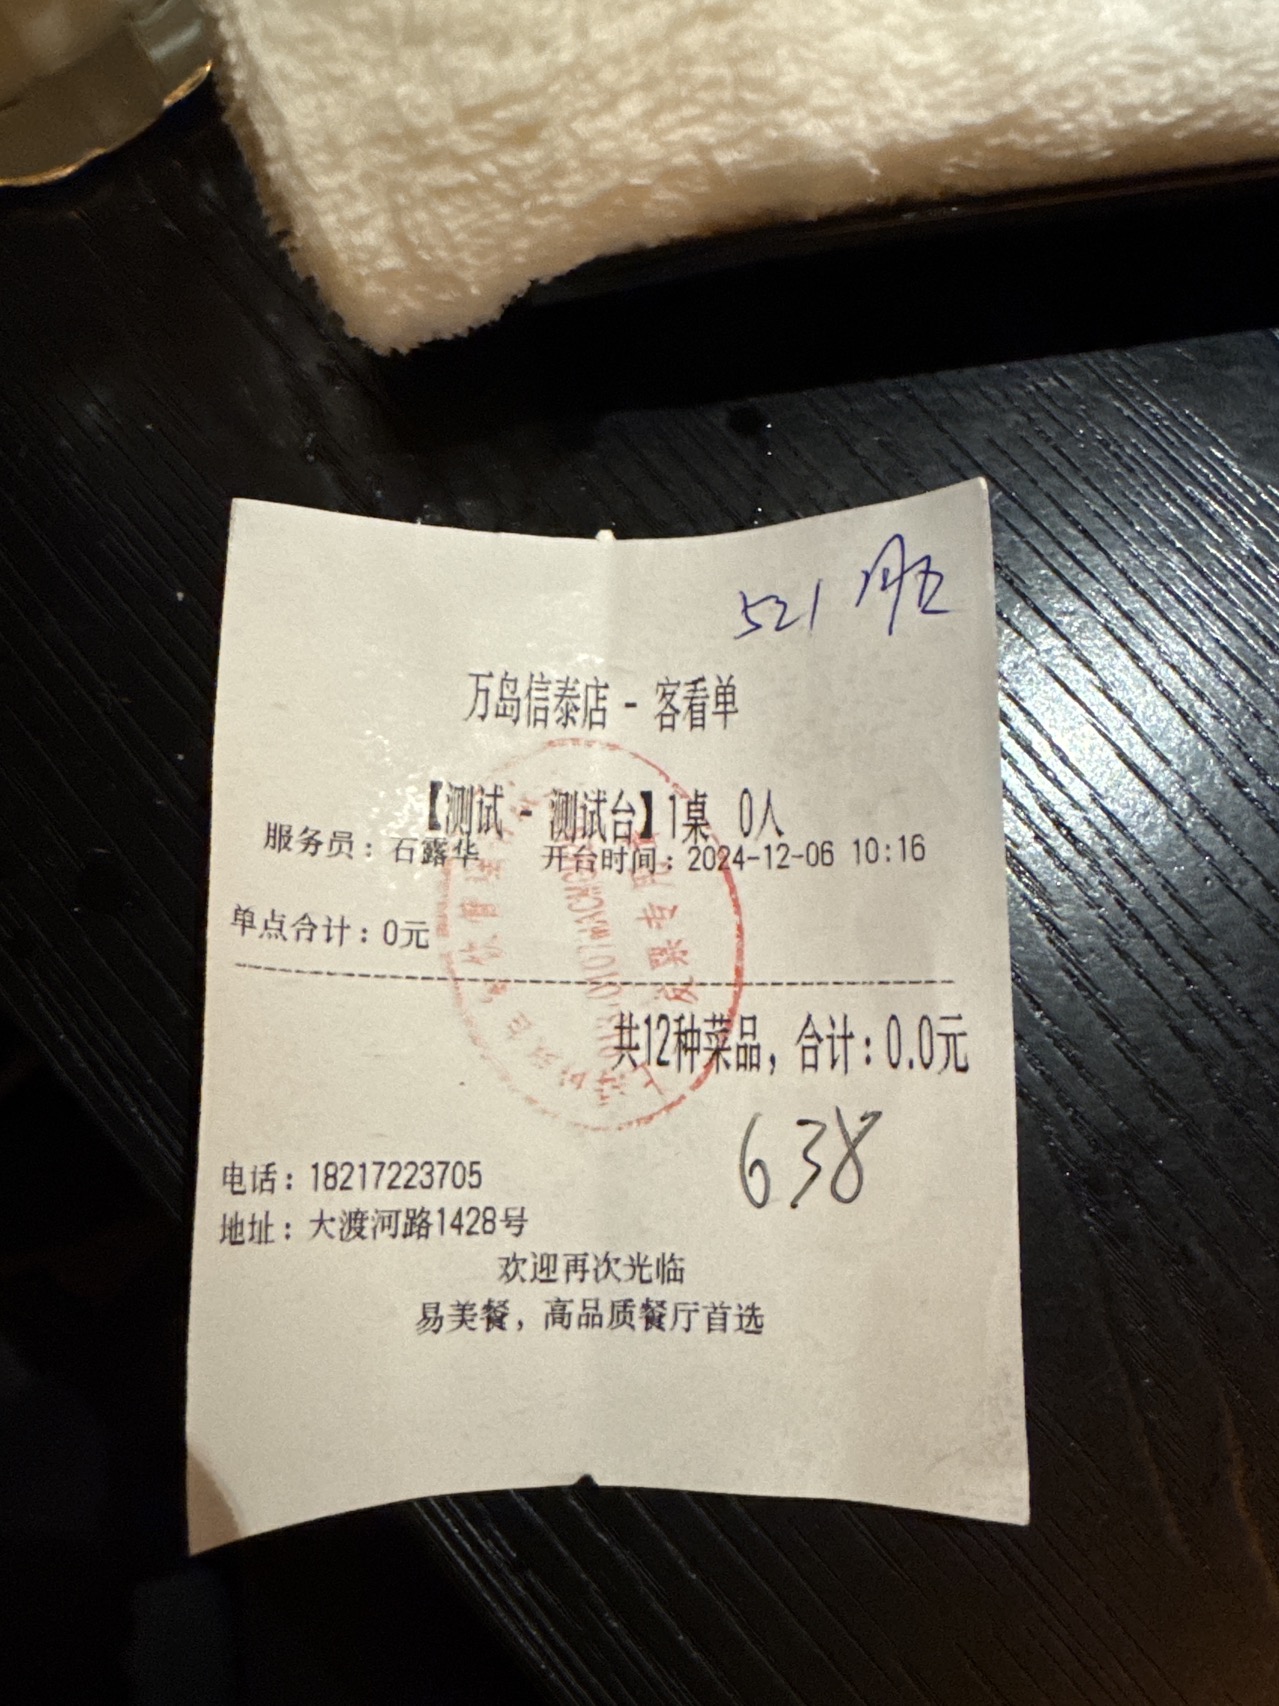 521
万岛信泰店 - 客看单
【测试 - 测试台】1桌 0人
服务员：石露华 开台时间：2024-12-06 10:16
单点合计：0元
共12种菜品，合计：0.0元
638
电话：18217223705
地址：大渡河路1428号
欢迎再次光临
易美餐，高品质餐厅首选